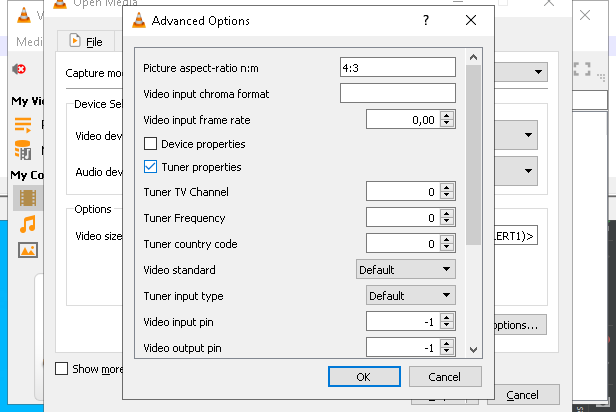 Open Media
Advanced Options
?
Medi
File
Capture mo
Picture aspect-ratio n:m
4:3
Video input chroma format
My Vi
Device Sel
Video input frame rate
0,00
Video dev
Device properties
Tuner properties
My Co
Audio dev
Tuner TV Channel
0
Options
Tuner Frequency
0
Video size
Tuner country code
0
LERT1)>
Video standard
Default
Tuner input type
Default
Video input pin
-1
options...
Video output pin
-1
Show more
OK
Cancel
Cancel